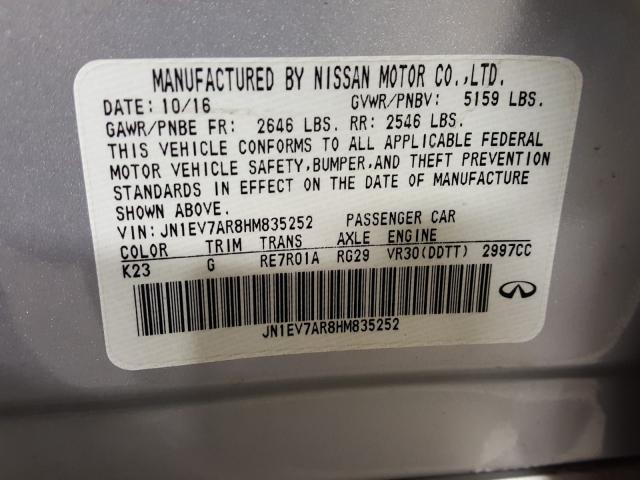 MANUFACTURED BY NISSAN MOTOR CO.,LTD.
DATE: 10/16 GVWR/PNBV: 5159 LBS.
GAWR/PNBE FR: 2646 LBS. RR: 2546 LBS.
THIS VEHICLE CONFORMS TO ALL APPLICABLE FEDERAL
MOTOR VEHICLE SAFETY,BUMPER,AND THEFT PREVENTION
STANDARDS IN EFFECT ON THE DATE OF MANUFACTURE
SHOWN ABOVE.
VIN: JN1EV7AR8HM835252 PASSENGER CAR
COLOR TRIM TRANS AXLE ENGINE
K23 G RE7R01A RG29 VR30(DDTT) 2997CC
JN1EV7AR8HM835252